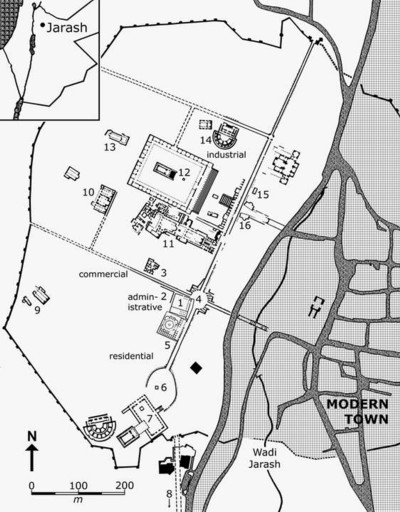 Jarash
14
industrial
13
12
10
15
16
11
commercial
3
admin-
istrative
2
1
4
9
5
residential
6
7
MODERN
TOWN
N
Wadi
Jarash
0
100
200
m
8